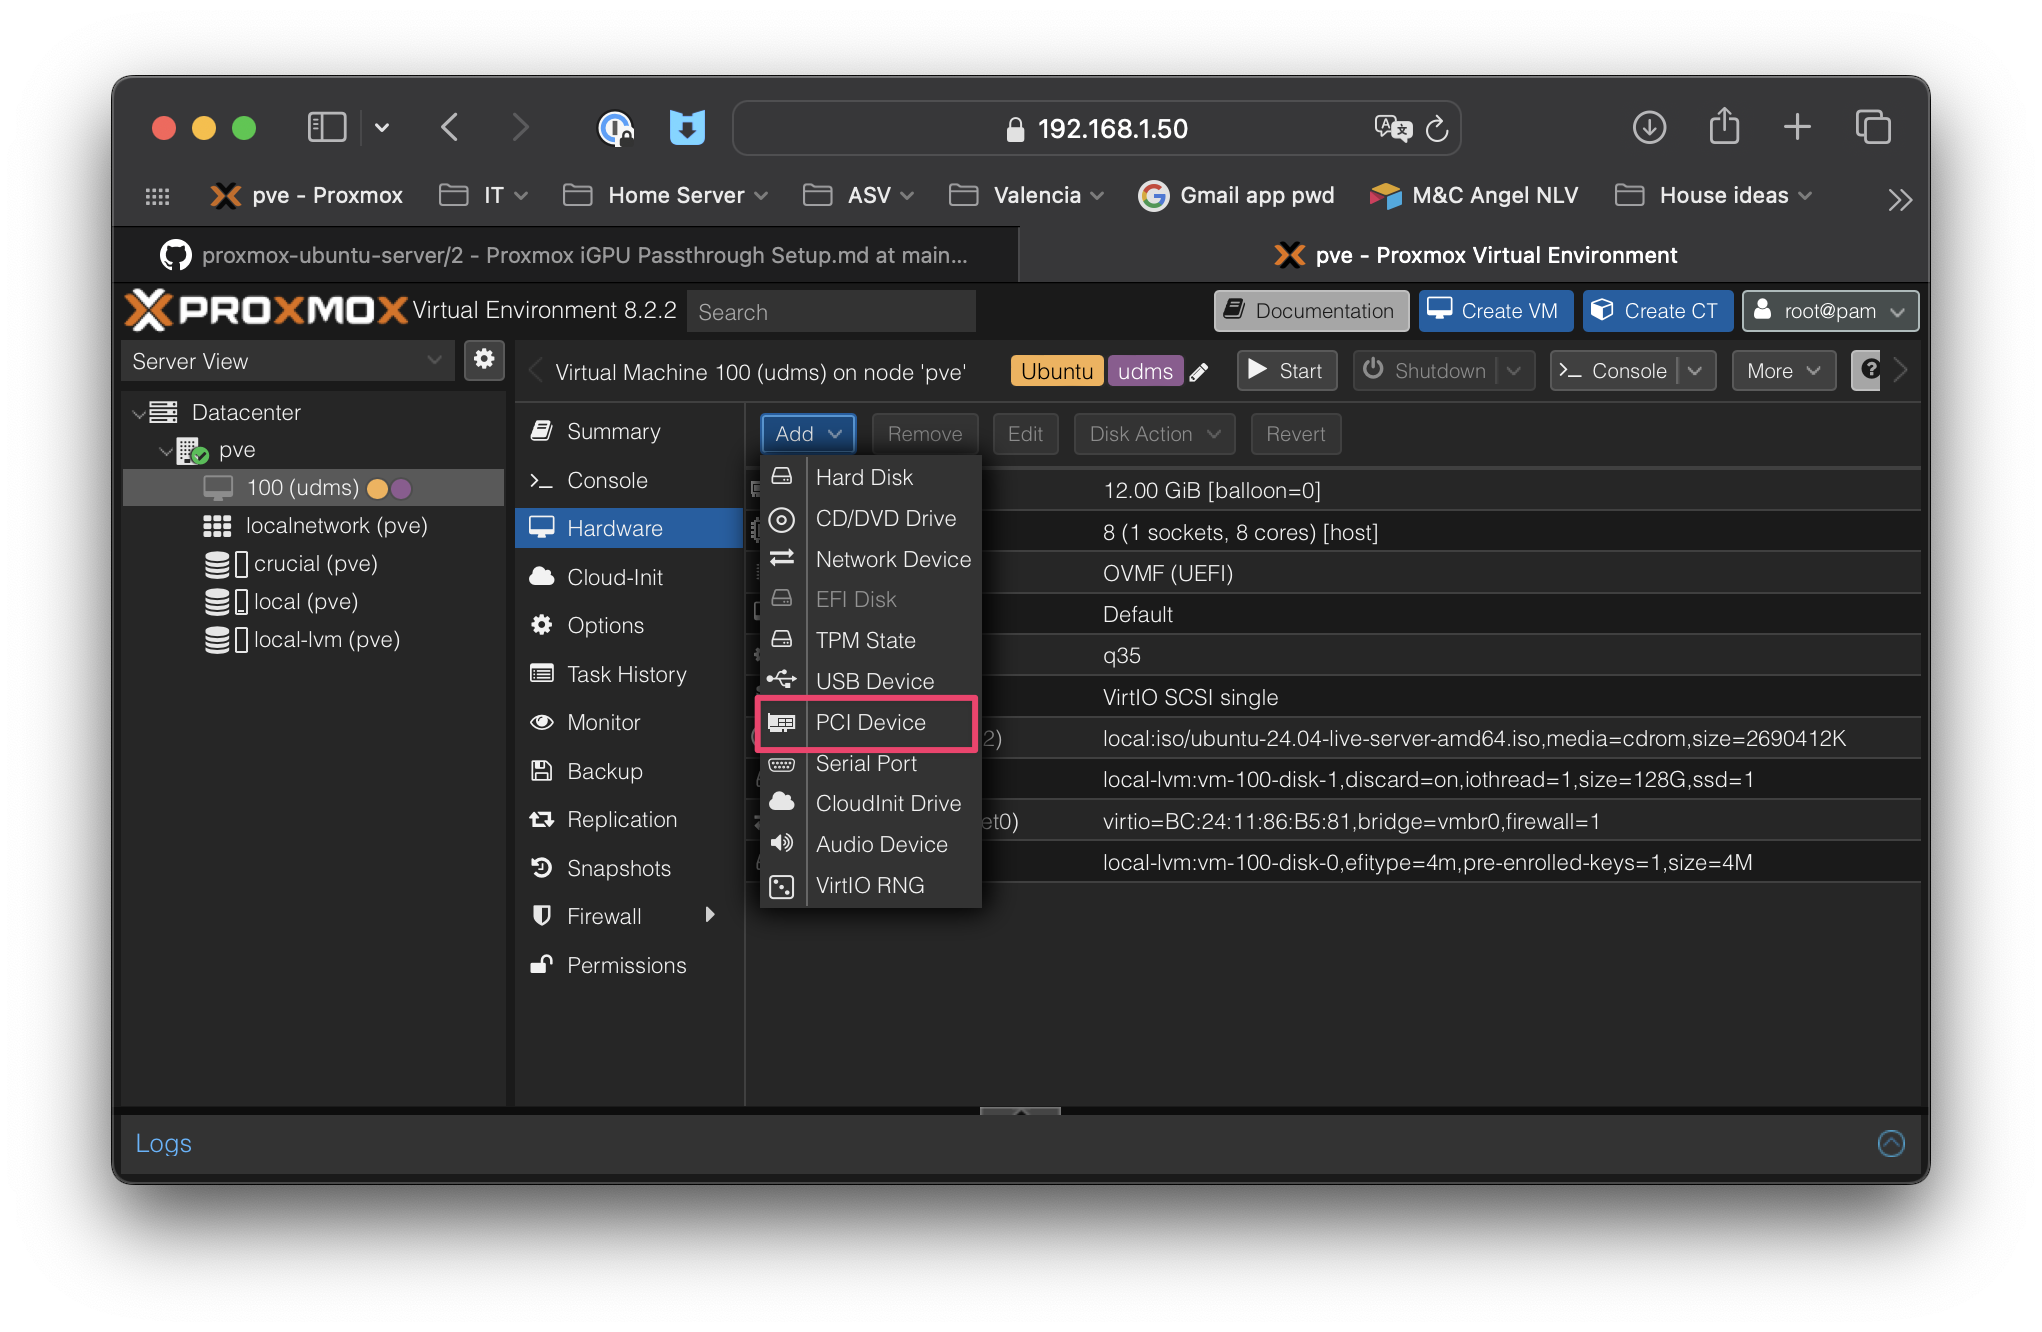 192.168.1.50
pve - Proxmox
IT
Home Server
ASV
Valencia
Gmail app pwd
M&C Angel NLV
House ideas
proxmox-ubuntu-server/2 - Proxmox iGPU Passthrough Setup.md at main...
pve - Proxmox Virtual Environment
PROXMOX Virtual Environment 8.2.2
Search
Documentation
Create VM
Create CT
root@pam
Server View
Virtual Machine 100 (udms) on node 'pve'
Ubuntu
udms
Start
Shutdown
Console
More
Datacenter
pve
100 (udms)
localnetwork (pve)
crucial (pve)
local (pve)
local-lvm (pve)
Summary
Console
Hardware
Cloud-Init
Options
Task History
Monitor
Backup
Replication
Snapshots
Firewall
Permissions
Add
Remove
Edit
Disk Action
Revert
Hard Disk
CD/DVD Drive
Network Device
EFI Disk
TPM State
USB Device
PCI Device
Serial Port
CloudInit Drive
Audio Device
VirtIO RNG
12.00 GiB [balloon=0]
8 (1 sockets, 8 cores) [host]
OVMF (UEFI)
Default
q35
VirtIO SCSI single
2) local:iso/ubuntu-24.04-live-server-amd64.iso,media=cdrom,size=2690412K
local-lvm:vm-100-disk-1,discard=on,iothread=1,size=128G,ssd=1
et0) virtio=BC:24:11:86:B5:81,bridge=vmbr0,firewall=1
local-lvm:vm-100-disk-0,efitype=4m,pre-enrolled-keys=1,size=4M
Logs